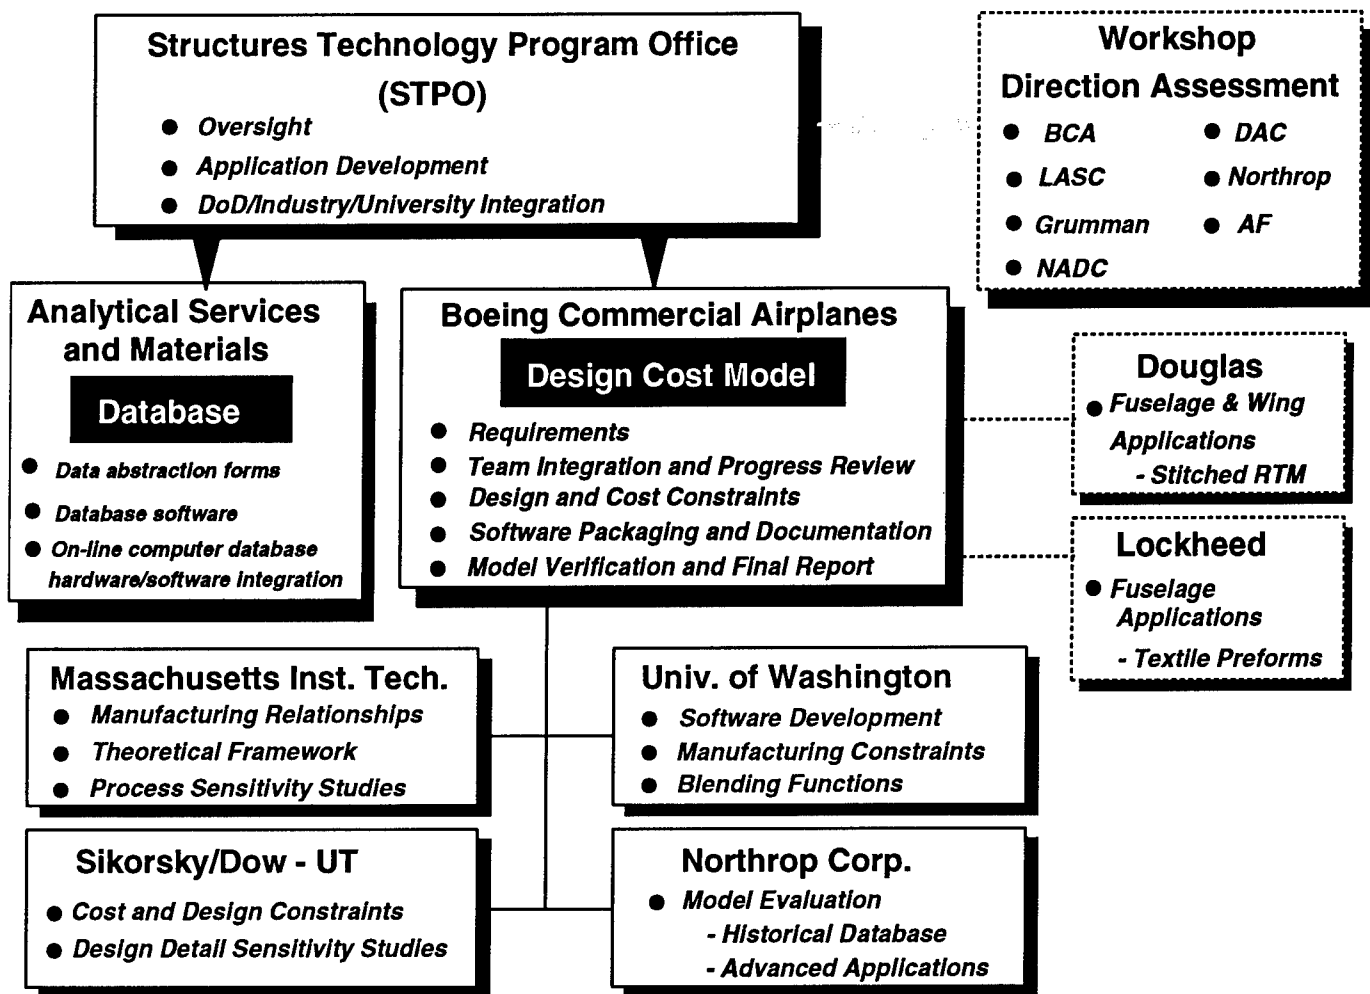 Structures Technology Program Office
(STPO)
● Oversight
● Application Development
● DoD/Industry/University Integration
Workshop
Direction Assessment
● BCA
● DAC
● LASC
● Northrop
● Grumman
● AF
● NADC
Analytical Services
and Materials
Database
● Data abstraction forms
● Database software
● On-line computer database
hardware/software integration
Boeing Commercial Airplanes
Design Cost Model
● Requirements
● Team Integration and Progress Review
● Design and Cost Constraints
● Software Packaging and Documentation
● Model Verification and Final Report
Douglas
● Fuselage & Wing
Applications
- Stitched RTM
Lockheed
● Fuselage
Applications
- Textile Preforms
Massachusetts Inst. Tech.
● Manufacturing Relationships
● Theoretical Framework
● Process Sensitivity Studies
Univ. of Washington
● Software Development
● Manufacturing Constraints
● Blending Functions
Sikorsky/Dow - UT
● Cost and Design Constraints
● Design Detail Sensitivity Studies
Northrop Corp.
● Model Evaluation
- Historical Database
- Advanced Applications